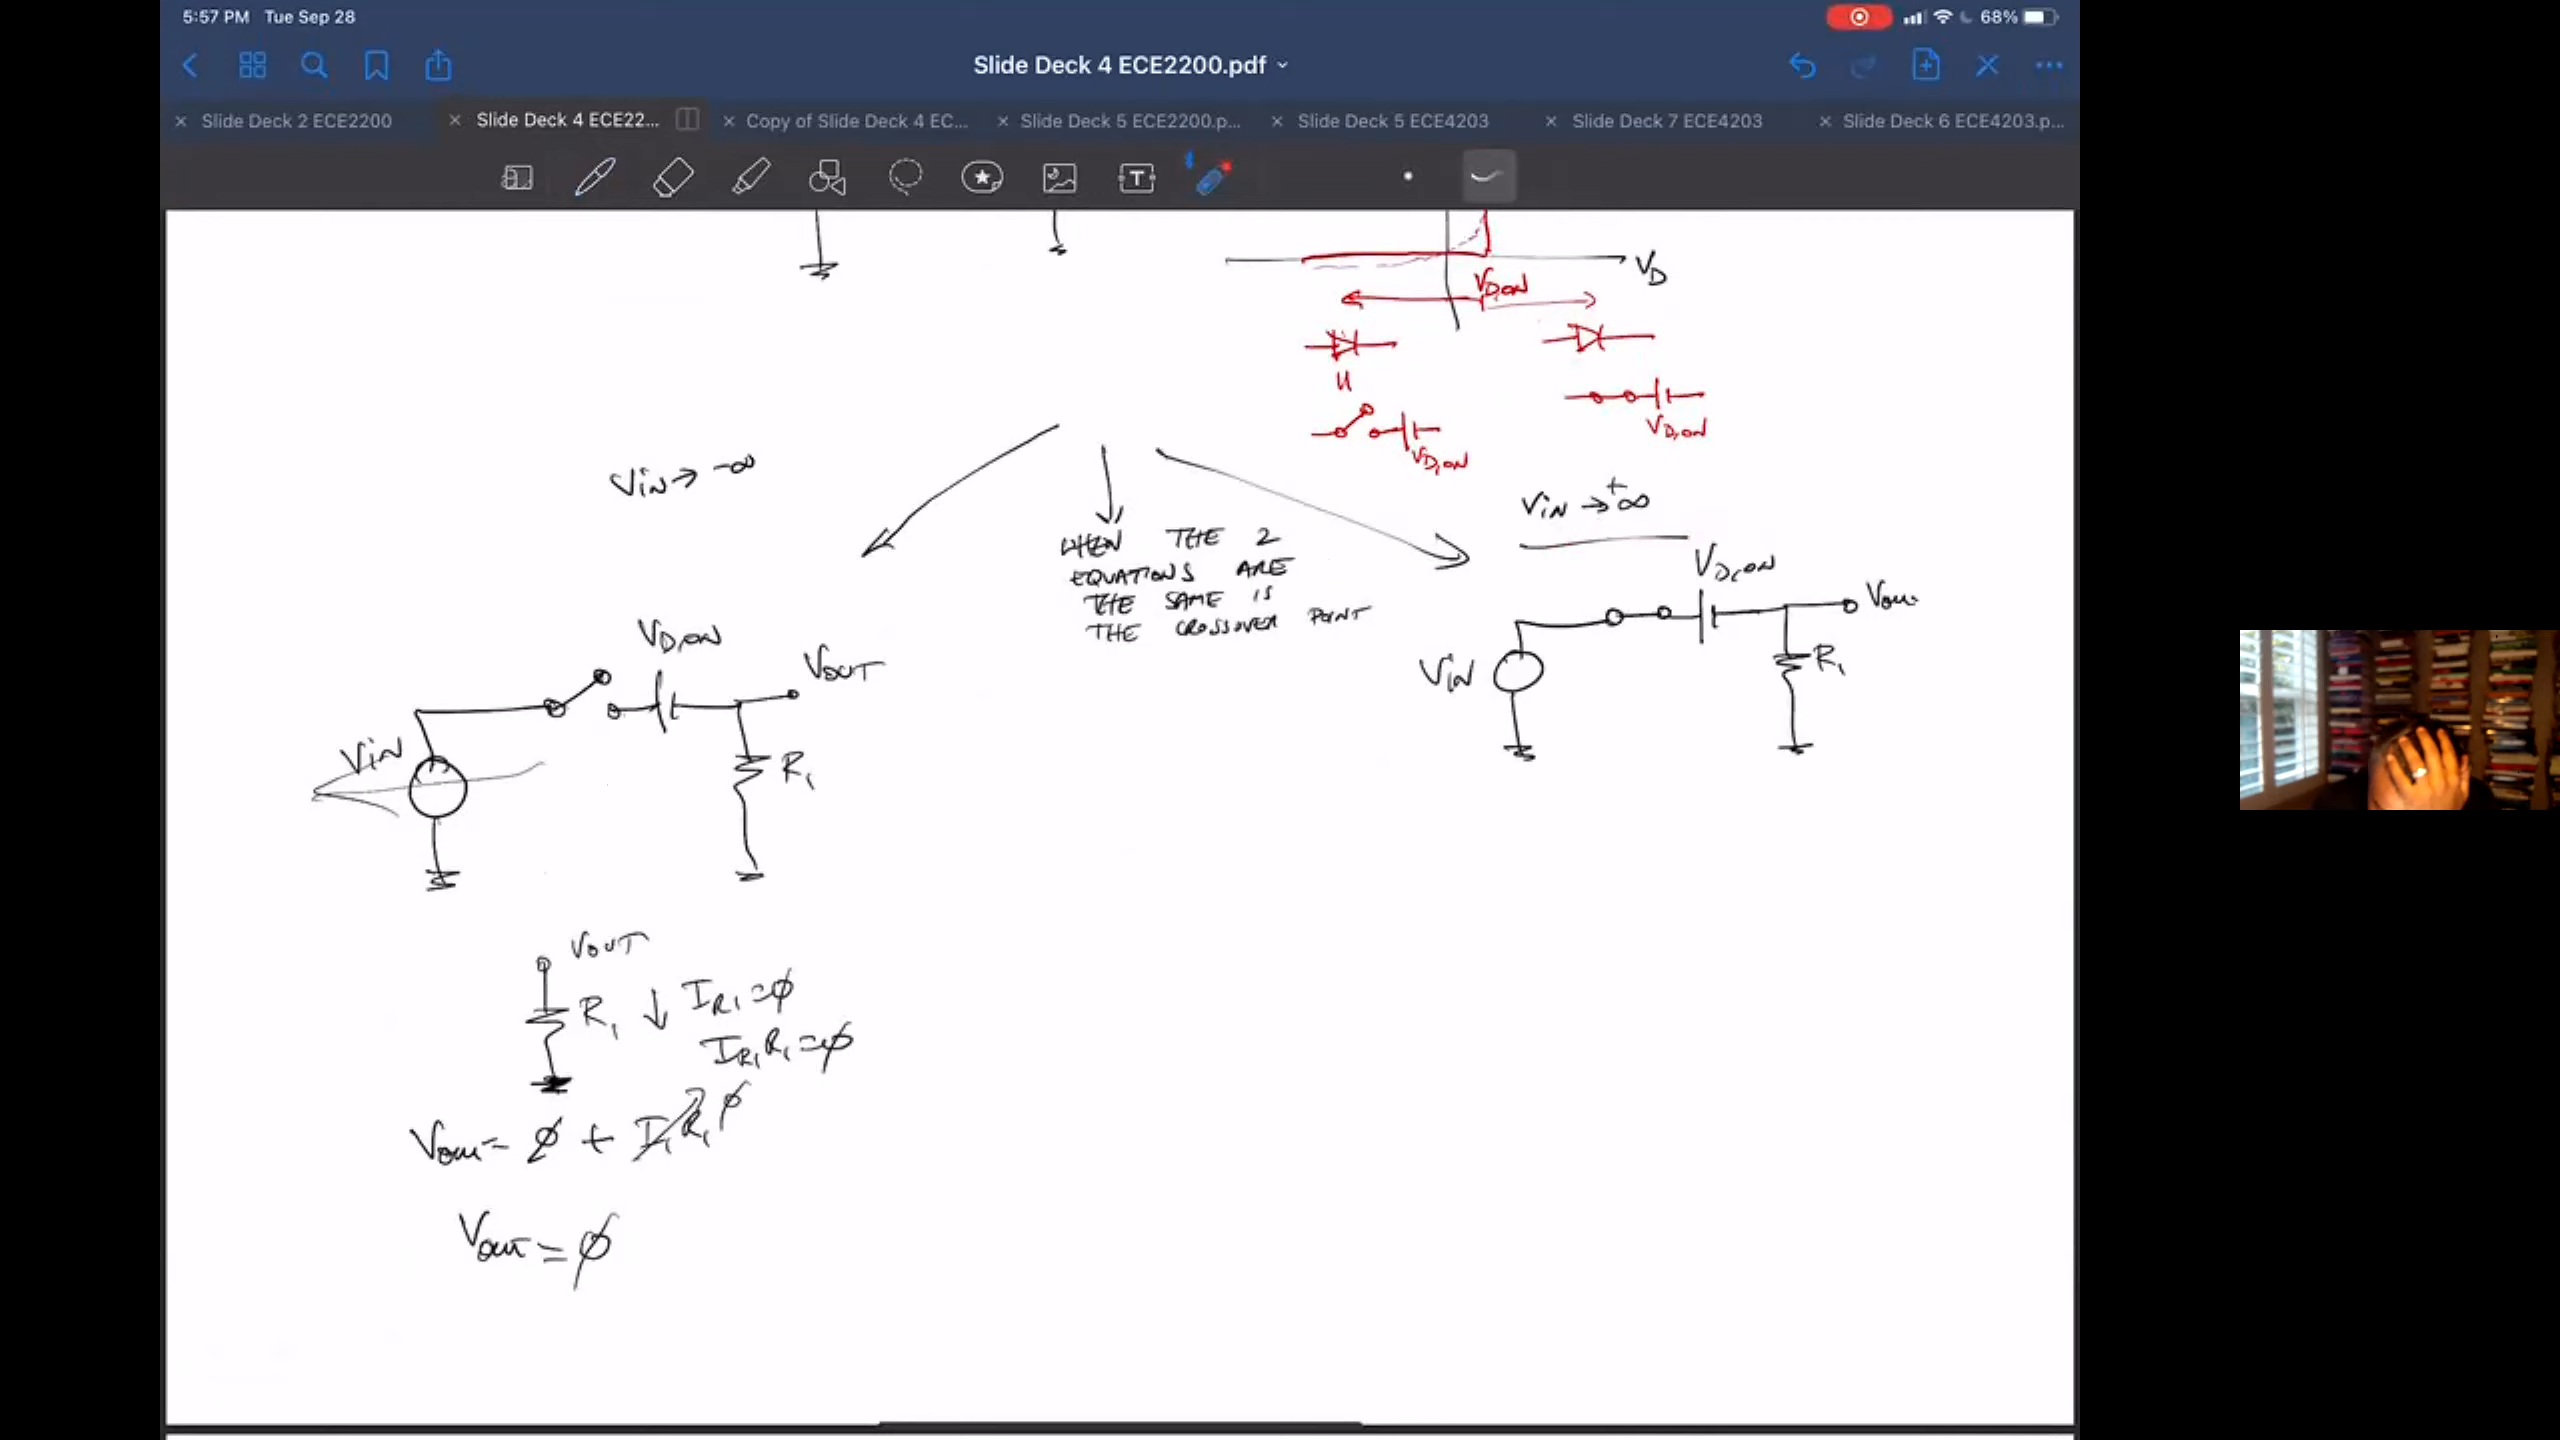 5:57 PM Tue Sep 28
68%
Slide Deck 4 ECE2200.pdf
Slide Deck 2 ECE2200
Slide Deck 4 ECE22...
Copy of Slide Deck 4 EC...
Slide Deck 5 ECE2200.p...
Slide Deck 5 ECE4203
Slide Deck 7 ECE4203
Slide Deck 6 ECE4203.p...
VD
VD,ON
VD,ON
VD,ON
Vin → -∞
WHEN THE 2
EQUATIONS ARE
THE SAME IS
THE CROSSOVER POINT
Vin → +∞
VD,ON
Vout
Vin
R1
VD,ON
VOUT
Vin
R1
VOUT
R1 ↓ IR1 = ∅
IR1R1 = ∅
Vout = ∅ + I1R1 ∅
Vout = ∅